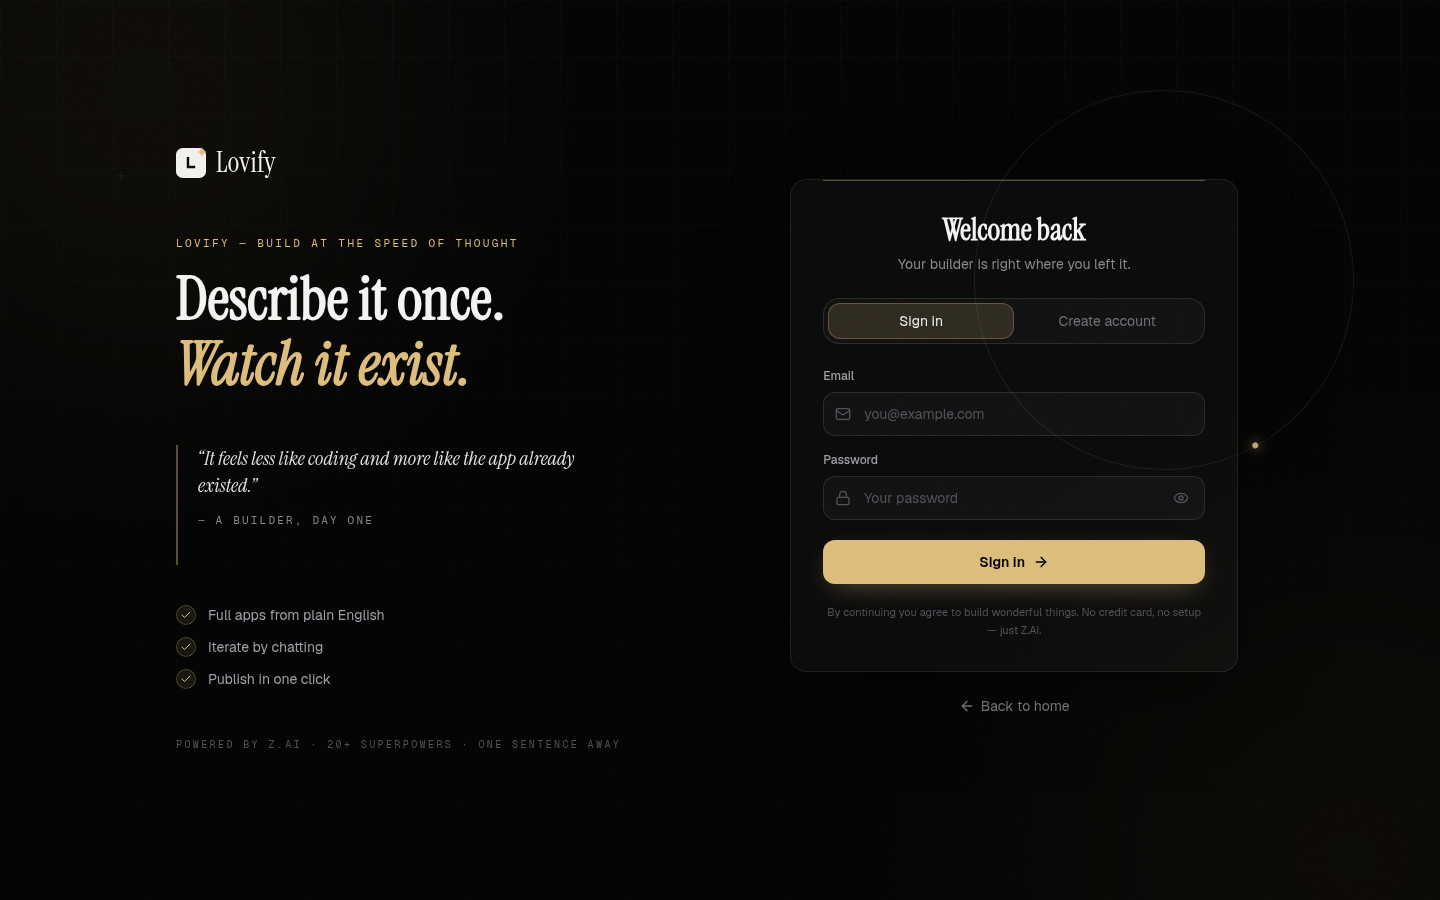 L Lovify
LOVIFY — BUILD AT THE SPEED OF THOUGHT
Describe it once.
Watch it exist.
“It feels less like coding and more like the app already
existed.”
— A BUILDER, DAY ONE
Full apps from plain English
Iterate by chatting
Publish in one click
POWERED BY Z.AI · 20+ SUPERPOWERS · ONE SENTENCE AWAY
Welcome back
Your builder is right where you left it.
Sign in Create account
Email
you@example.com
Password
Your password
Sign in →
By continuing you agree to build wonderful things. No credit card, no setup
— just Z.AI.
← Back to home